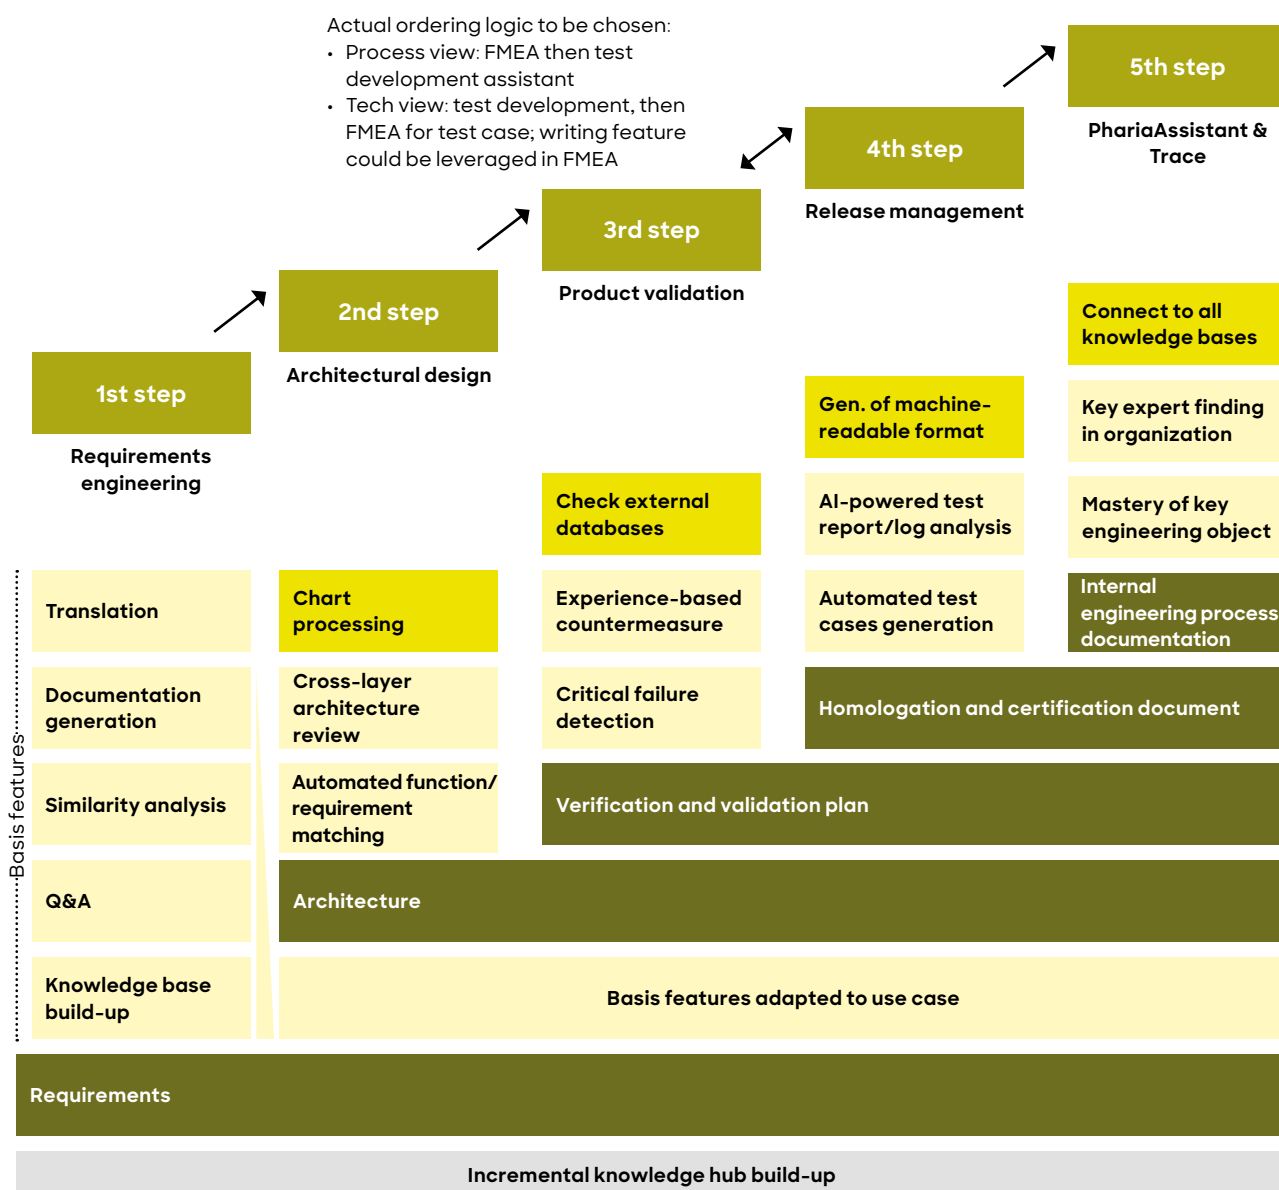 Actual ordering logic to be chosen:
• Process view: FMEA then test
development assistant
• Tech view: test development, then
FMEA for test case; writing feature
could be leveraged in FMEA
1st step
Requirements
engineering
2nd step
Architectural design
3rd step
Product validation
4th step
Release management
5th step
PhariaAssistant &
Trace
Basis features
Translation
Documentation
generation
Similarity analysis
Q&A
Knowledge base
build-up
Chart
processing
Cross-layer
architecture
review
Automated function/
requirement
matching
Check external
databases
Experience-based
countermeasure
Critical failure
detection
Gen. of machine-
readable format
AI-powered test
report/log analysis
Automated test
cases generation
Connect to all
knowledge bases
Key expert finding
in organization
Mastery of key
engineering object
Internal
engineering process
documentation
Homologation and certification document
Verification and validation plan
Architecture
Basis features adapted to use case
Requirements
Incremental knowledge hub build-up